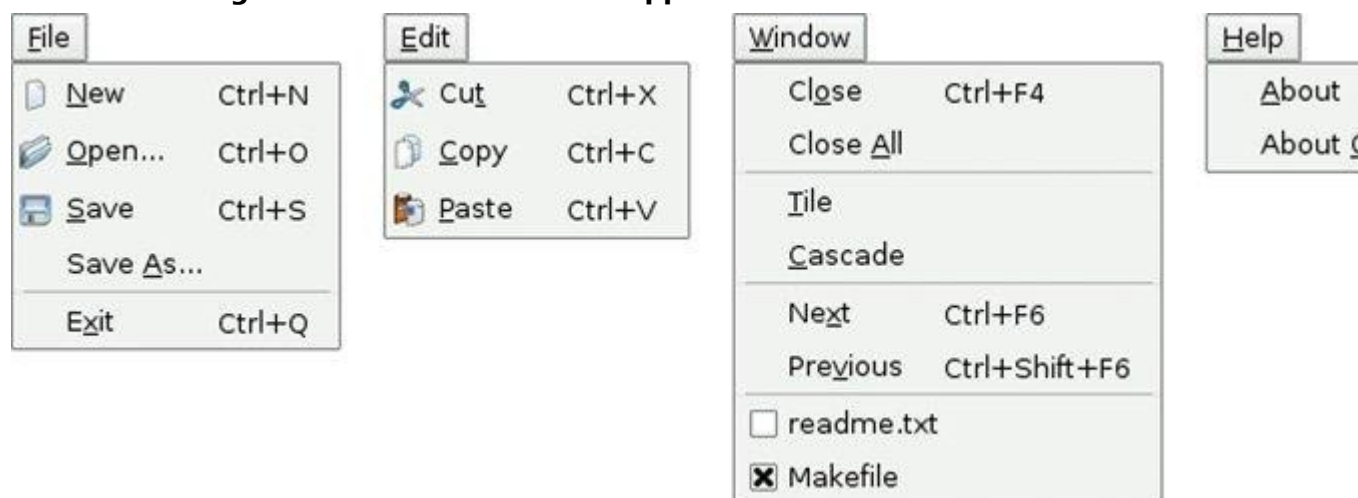 File
New Ctrl+N
Open... Ctrl+O
Save Ctrl+S
Save As...
Exit Ctrl+Q
Edit
Cut Ctrl+X
Copy Ctrl+C
Paste Ctrl+V
Window
Close Ctrl+F4
Close All
Tile
Cascade
Next Ctrl+F6
Previous Ctrl+Shift+F6
readme.txt
Makefile
Help
About
About